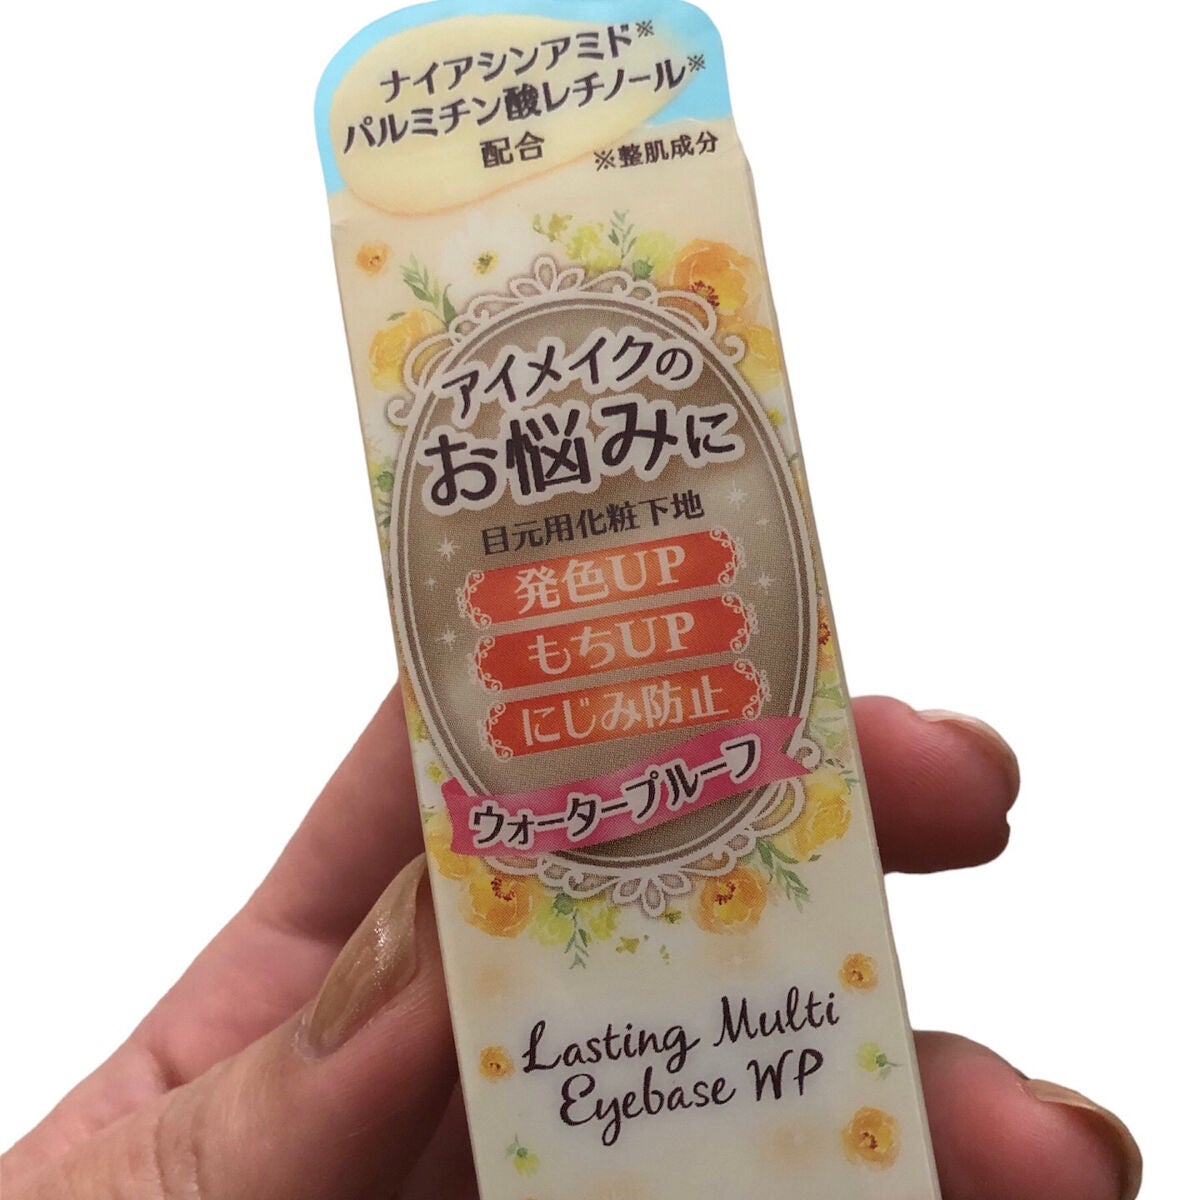 ナイアシンアミド※
パルミチン酸レチノール※
配合
※整肌成分
アイメイクの
お悩みに
目元用化粧下地
発色UP
もちUP
にじみ防止
ウォータープルーフ
Lasting Multi
Eyebase WP